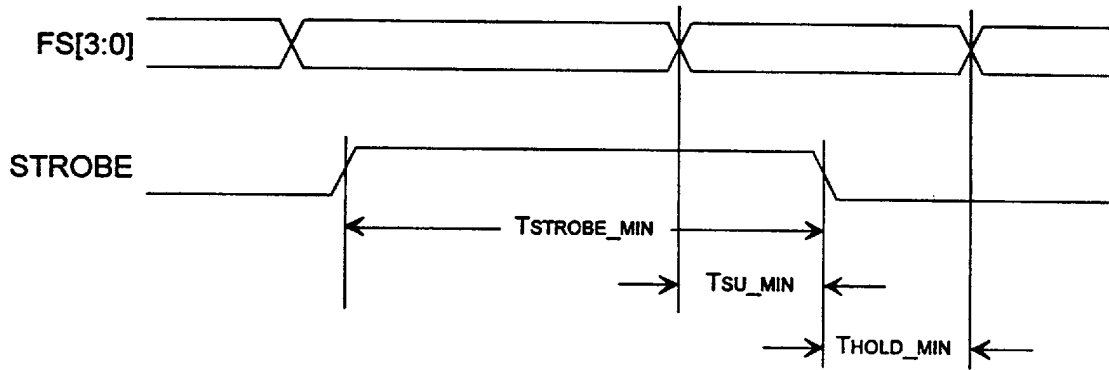 FS[3:0]
STROBE
TSTROBE_MIN
TSU_MIN
THOLD_MIN